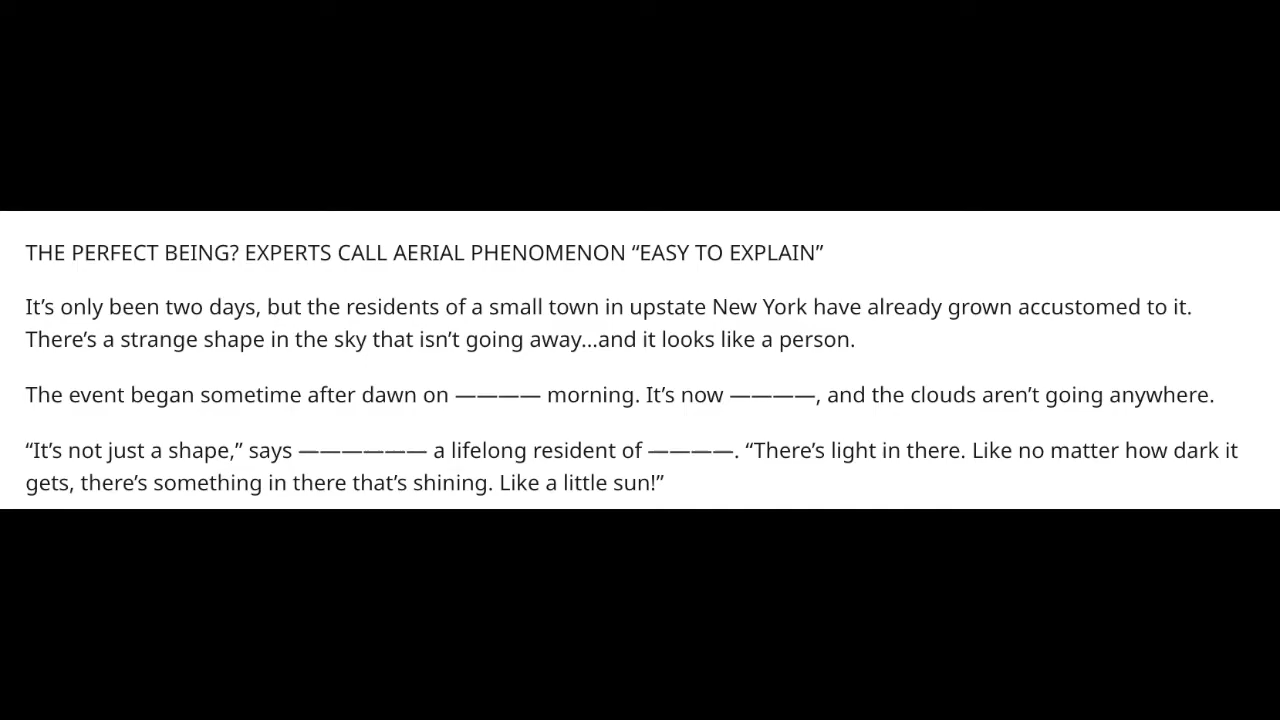 THE PERFECT BEING? EXPERTS CALL AERIAL PHENOMENON “EASY TO EXPLAIN”
It’s only been two days, but the residents of a small town in upstate New York have already grown accustomed to it.
There’s a strange shape in the sky that isn’t going away...and it looks like a person.
The event began sometime after dawn on ———— morning. It’s now ————, and the clouds aren’t going anywhere.
“It’s not just a shape,” says —————— a lifelong resident of ————. “There’s light in there. Like no matter how dark it
gets, there’s something in there that’s shining. Like a little sun!”